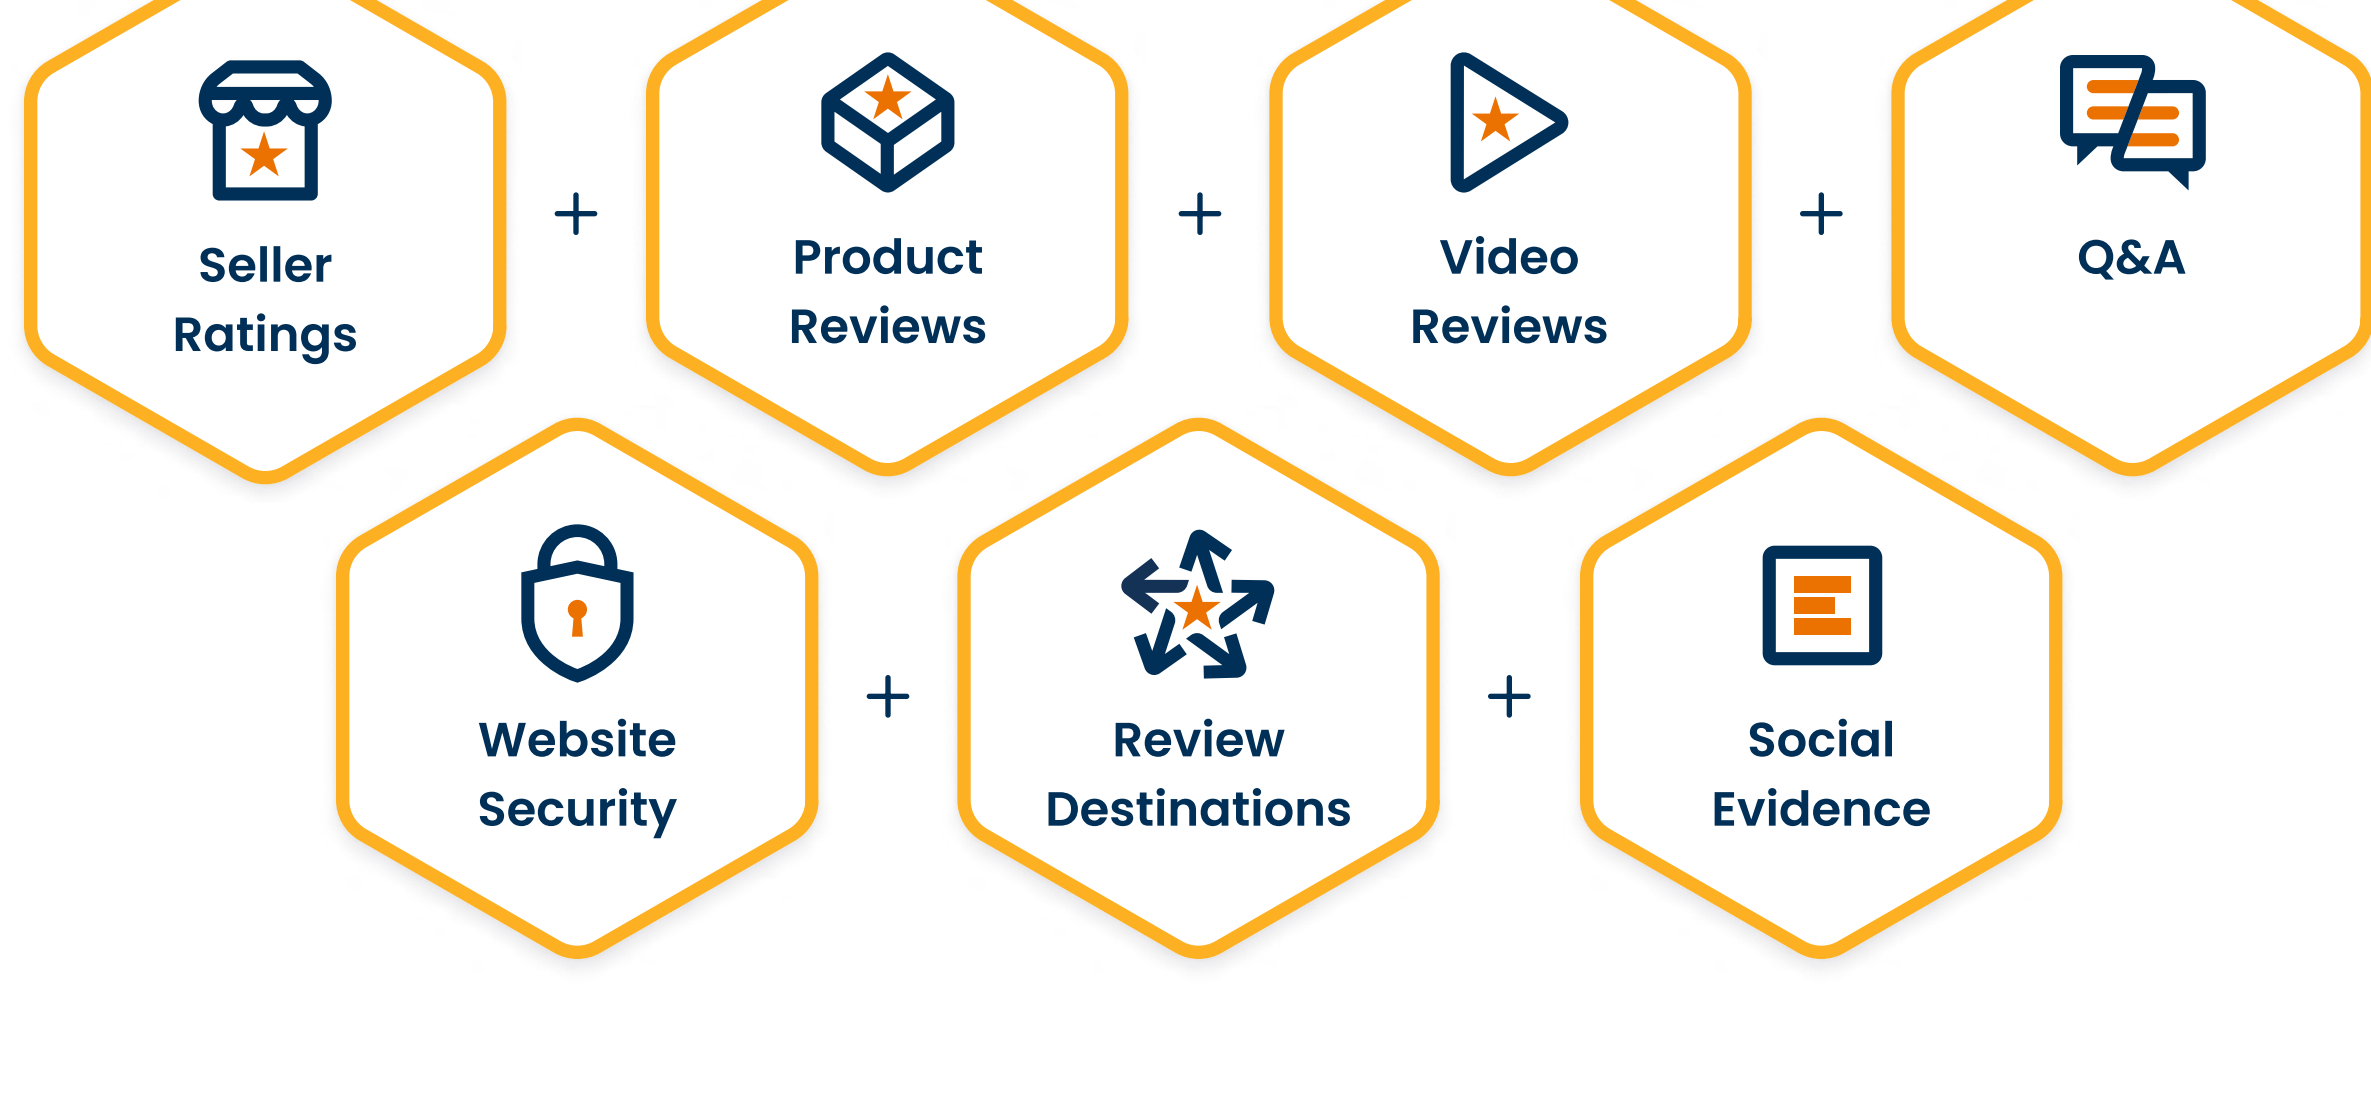 Seller
Ratings
+
Product
Reviews
+
Video
Reviews
+
Q&A
Website
Security
+
Review
Destinations
+
Social
Evidence